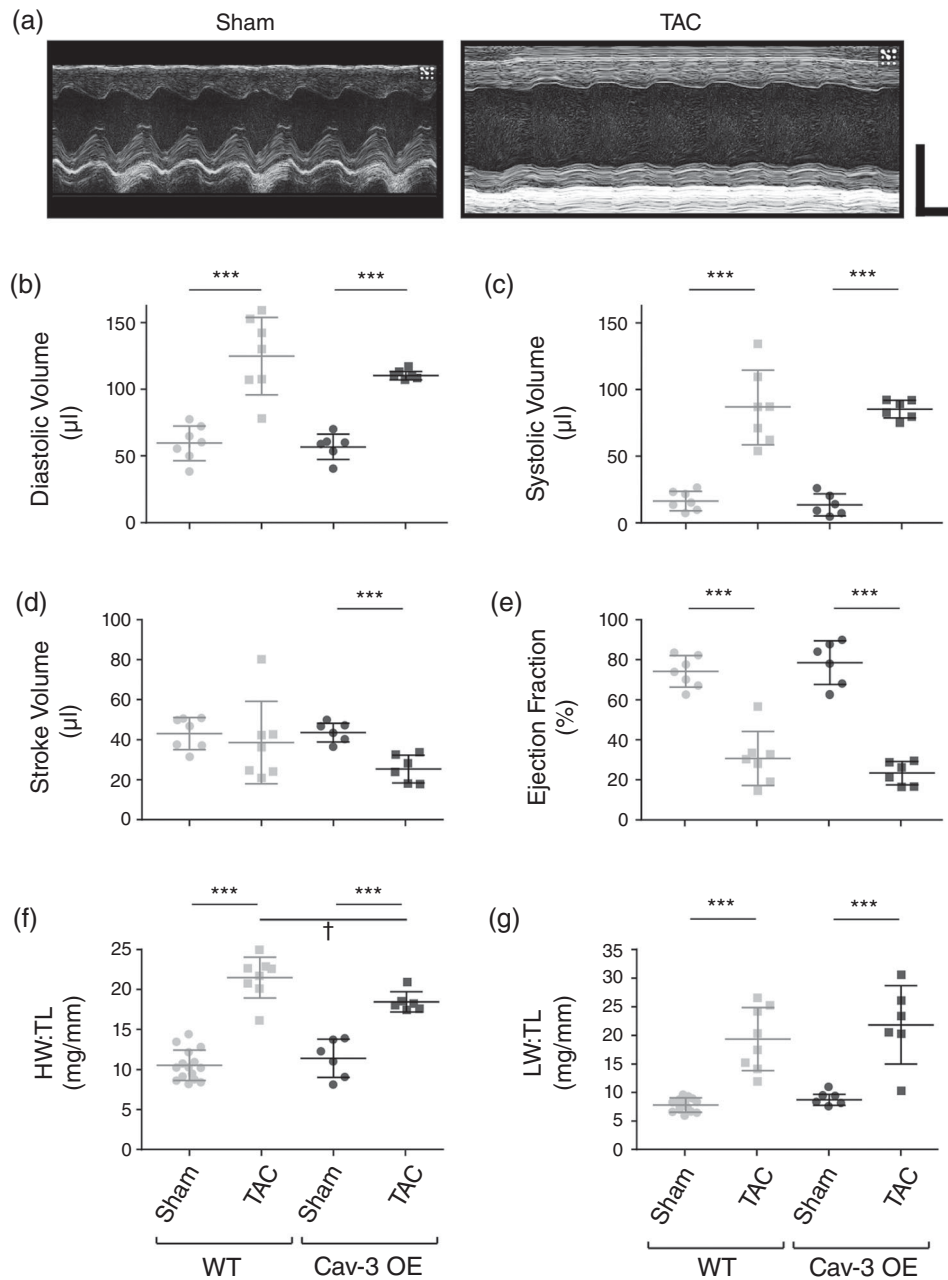 (a)
Sham
TAC
(b)
Diastolic Volume
(µl)
150
100
50
0
***
***
(c)
Systolic Volume
(µl)
150
100
50
0
***
***
(d)
Stroke Volume
(µl)
100
80
60
40
20
0
***
(e)
Ejection Fraction
(%)
100
80
60
40
20
0
***
***
(f)
HW:TL
(mg/mm)
25
20
15
10
5
0
***
***
†
Sham
TAC
Sham
TAC
WT
Cav-3 OE
(g)
LW:TL
(mg/mm)
35
30
25
20
15
10
5
0
***
***
Sham
TAC
Sham
TAC
WT
Cav-3 OE